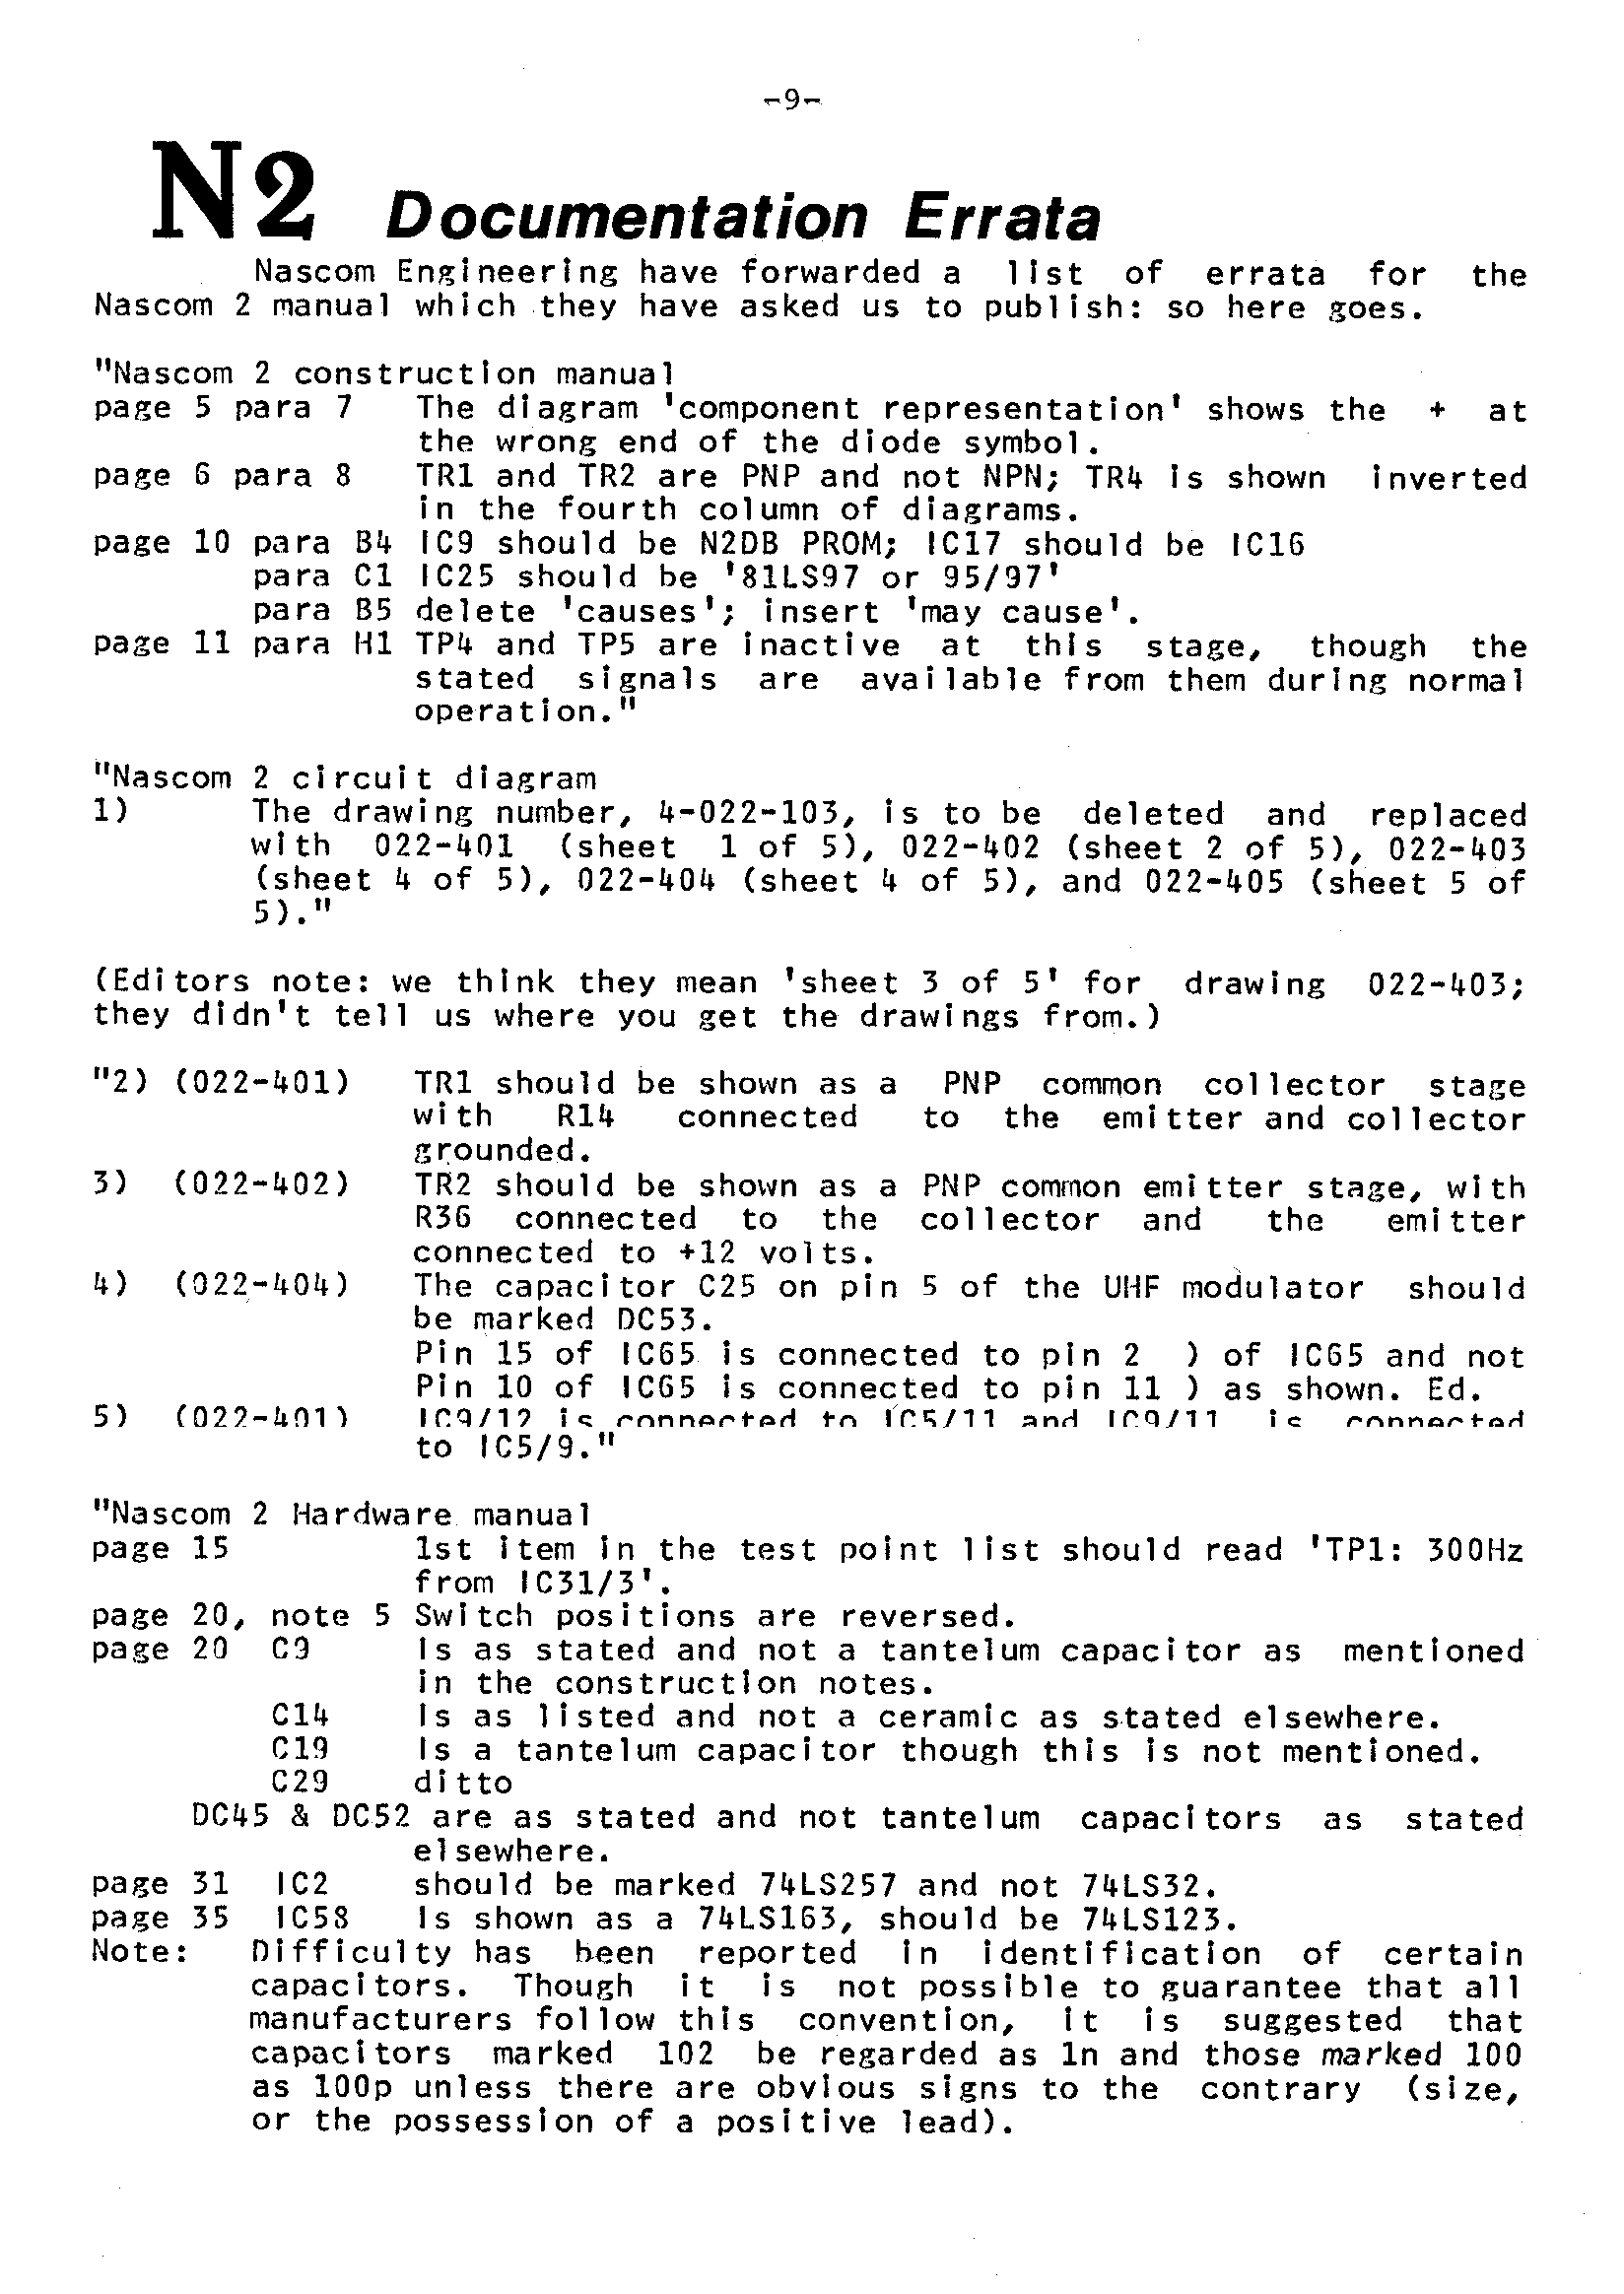 -9-
N2 Documentation Errata
Nascom Engineering have forwarded a list of errata for the
Nascom 2 manual which they have asked us to publish: so here goes.
"Nascom 2 construction manual
page 5 para 7 The diagram 'component representation' shows the + at
the wrong end of the diode symbol.
page 6 para 8 TR1 and TR2 are PNP and not NPN; TR4 is shown inverted
in the fourth column of diagrams.
page 10 para B4 IC9 should be N2DB PROM; IC17 should be IC16
para C1 IC25 should be '81LS97 or 95/97'
para B5 delete 'causes'; insert 'may cause'.
page 11 para H1 TP4 and TP5 are inactive at this stage, though the
stated signals are available from them during normal
operation."
"Nascom 2 circuit diagram
1) The drawing number, 4-022-103, is to be deleted and replaced
with 022-401 (sheet 1 of 5), 022-402 (sheet 2 of 5), 022-403
(sheet 4 of 5), 022-404 (sheet 4 of 5), and 022-405 (sheet 5 of
5)."
(Editors note: we think they mean 'sheet 3 of 5' for drawing 022-403;
they didn't tell us where you get the drawings from.)
"2) (022-401) TR1 should be shown as a PNP common collector stage
with R14 connected to the emitter and collector
grounded.
3) (022-402) TR2 should be shown as a PNP common emitter stage, with
R36 connected to the collector and the emitter
connected to +12 volts.
4) (022-404) The capacitor C25 on pin 5 of the UHF modulator should
be marked DC53.
Pin 15 of IC65 is connected to pin 2 ) of IC65 and not
Pin 10 of IC65 is connected to pin 11 ) as shown. Ed.
5) (022-401) IC9/12 is connected to IC5/11 and IC9/11 is connected
to IC5/9."
"Nascom 2 Hardware manual
page 15 1st item in the test point list should read 'TP1: 300Hz
from IC31/3'.
page 20, note 5 Switch positions are reversed.
page 20 C9 Is as stated and not a tantelum capacitor as mentioned
in the construction notes.
C14 Is as listed and not a ceramic as stated elsewhere.
C19 Is a tantelum capacitor though this is not mentioned.
C29 ditto
DC45 & DC52 are as stated and not tantelum capacitors as stated
elsewhere.
page 31 IC2 should be marked 74LS257 and not 74LS32.
page 35 IC58 Is shown as a 74LS163, should be 74LS123.
Note: Difficulty has been reported in identification of certain
capacitors. Though it is not possible to guarantee that all
manufacturers follow this convention, it is suggested that
capacitors marked 102 be regarded as 1n and those marked 100
as 100p unless there are obvious signs to the contrary (size,
or the possession of a positive lead).